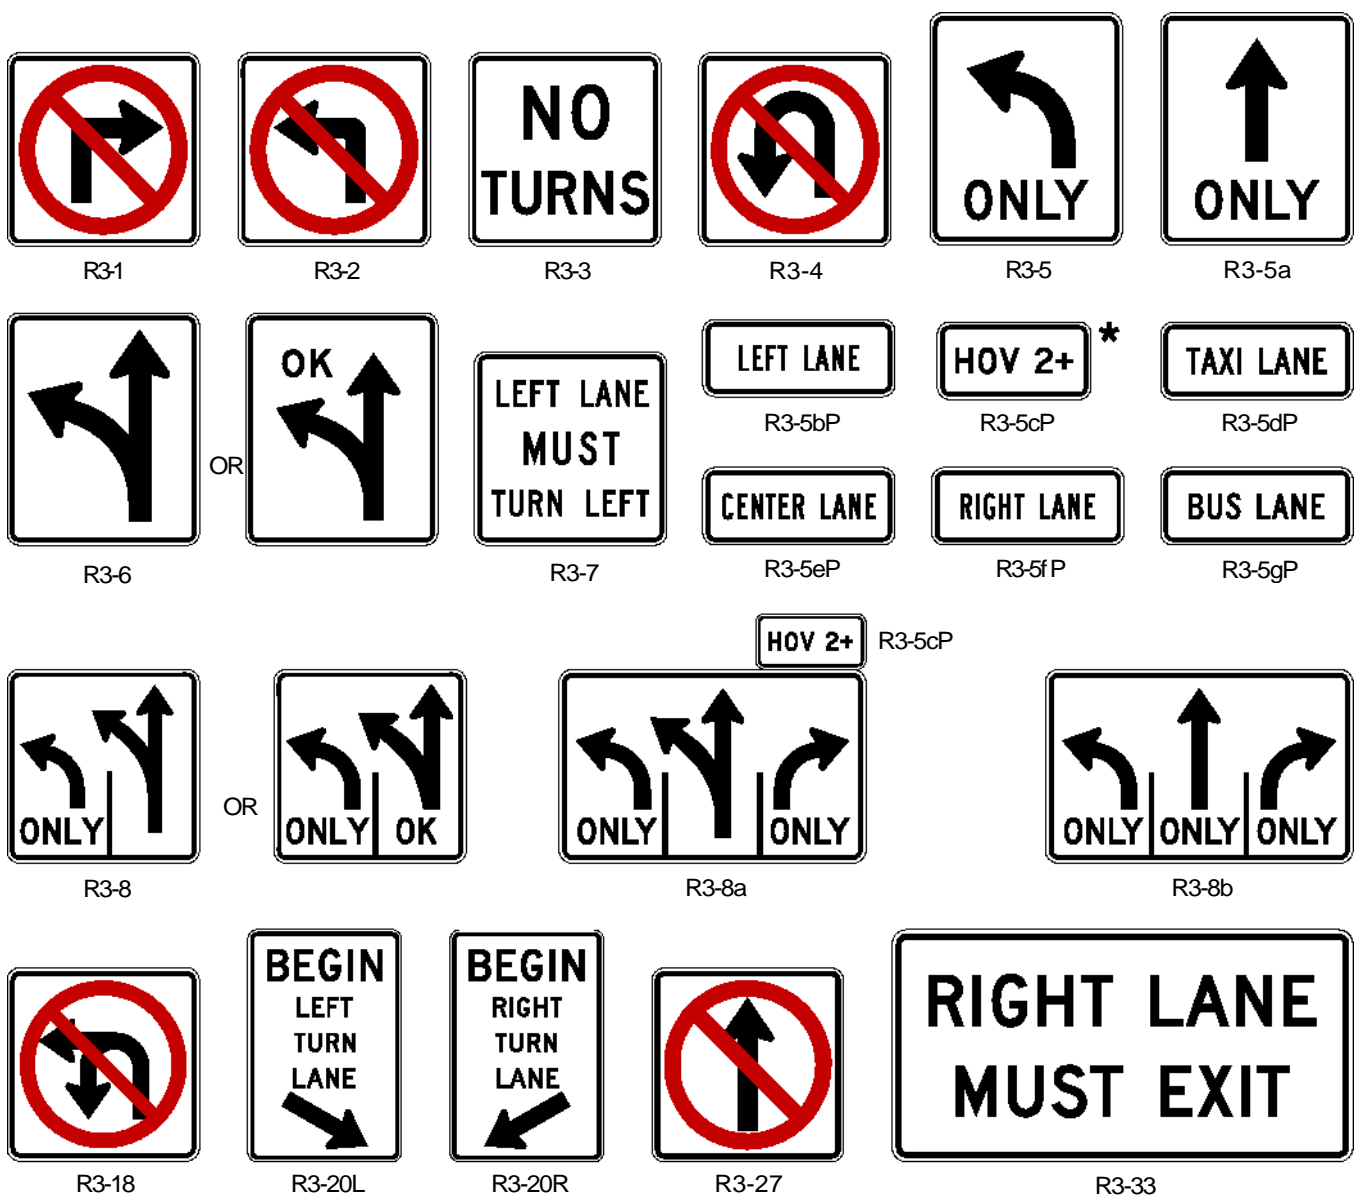 NO
TURNS
ONLY
ONLY
R3-1
R3-2
R3-3
R3-4
R3-5
R3-5a
OK
OR
LEFT LANE
MUST
TURN LEFT
LEFT LANE
HOV 2+ *
TAXI LANE
R3-5bP
R3-5cP
R3-5dP
CENTER LANE
RIGHT LANE
BUS LANE
R3-6
R3-7
R3-5eP
R3-5fP
R3-5gP
HOV 2+
R3-5cP
ONLY
OR
ONLY
OK
ONLY
ONLY
ONLY
ONLY
ONLY
R3-8
R3-8a
R3-8b
BEGIN
LEFT
TURN
LANE
BEGIN
RIGHT
TURN
LANE
RIGHT LANE
MUST EXIT
R3-18
R3-20L
R3-20R
R3-27
R3-33